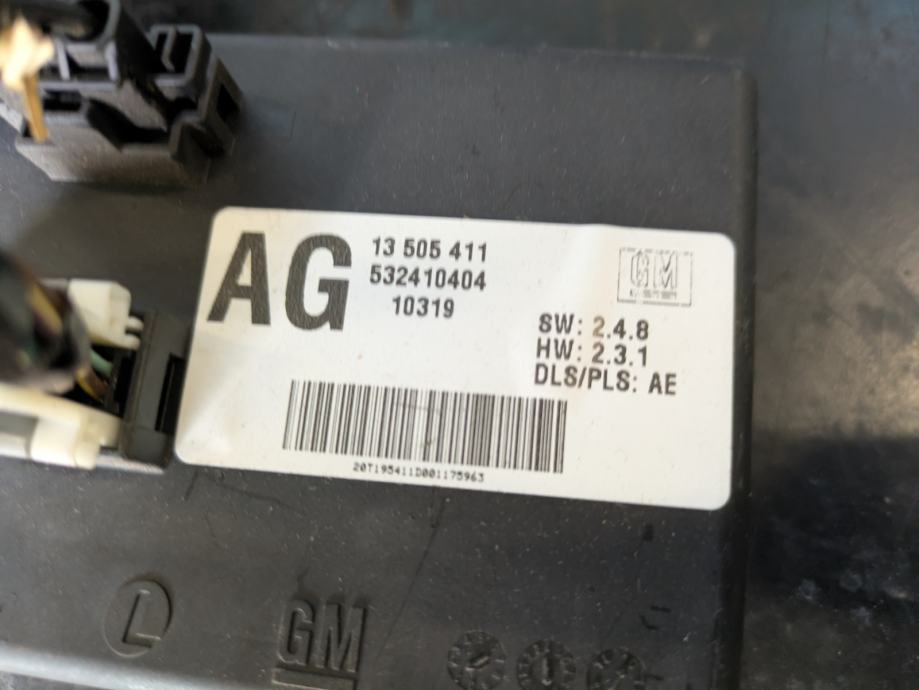 AG
13 505 411
532410404
10319
GM
SW: 2.4.8
HW: 2.3.1
DLS/PLS: AE
20T195411D001175963
L
GM